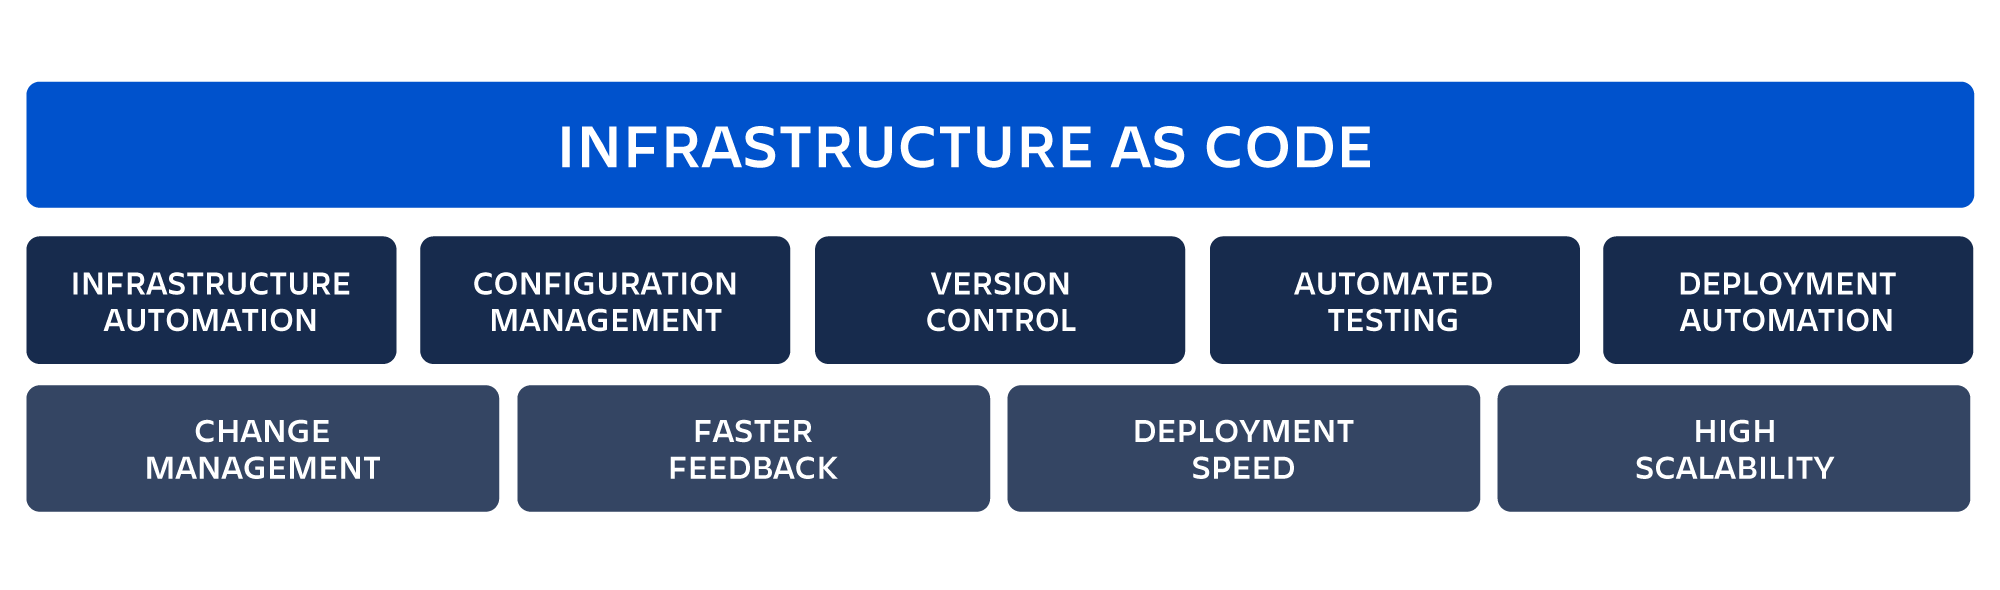 INFRASTRUCTURE AS CODE
INFRASTRUCTURE
AUTOMATION
CONFIGURATION
MANAGEMENT
VERSION
CONTROL
AUTOMATED
TESTING
DEPLOYMENT
AUTOMATION
CHANGE
MANAGEMENT
FASTER
FEEDBACK
DEPLOYMENT
SPEED
HIGH
SCALABILITY